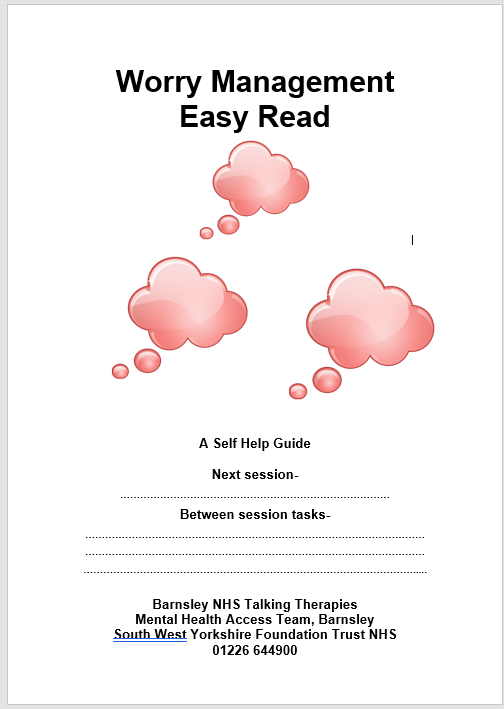 Worry Management
Easy Read
A Self Help Guide
Next session-
................................................................................
Between session tasks-
.....................................................................................................
.....................................................................................................
......................................................................................................
Barnsley NHS Talking Therapies
Mental Health Access Team, Barnsley
South West Yorkshire Foundation Trust NHS
01226 644900